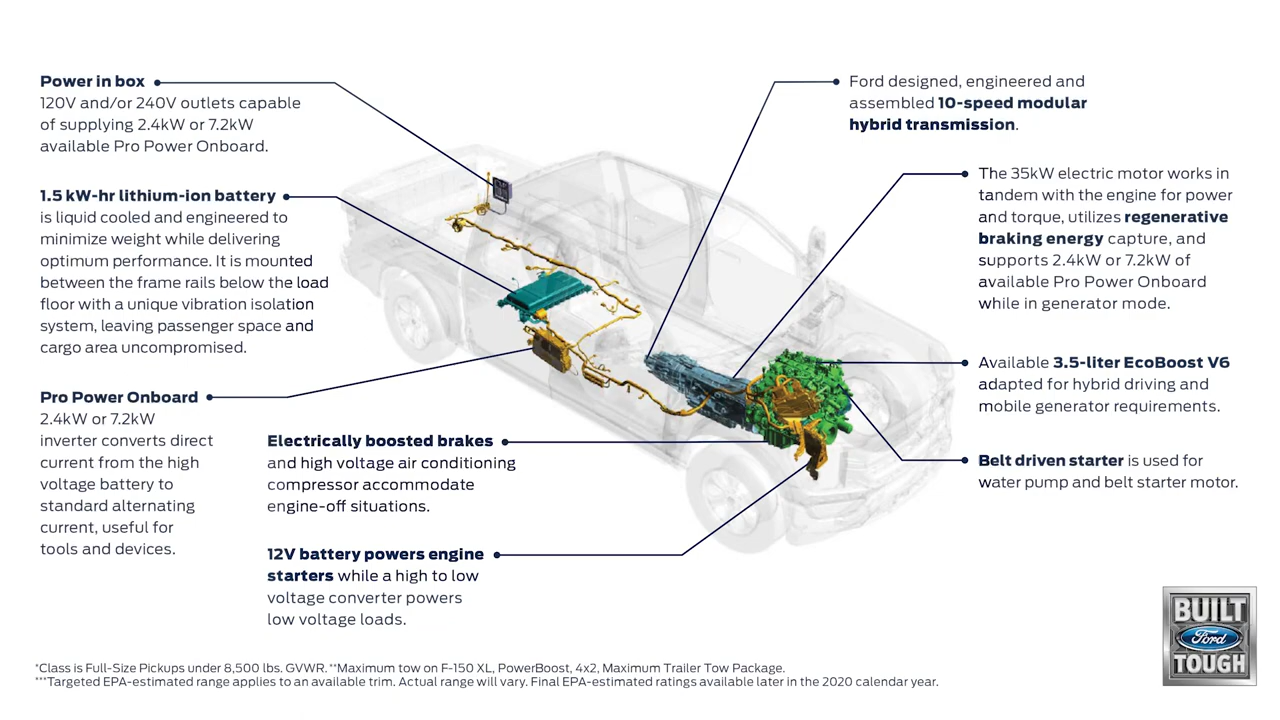 Power in box
120V and/or 240V outlets capable
of supplying 2.4kW or 7.2kW
available Pro Power Onboard.
1.5 kW-hr lithium-ion battery
is liquid cooled and engineered to
minimize weight while delivering
optimum performance. It is mounted
between the frame rails below the load
floor with a unique vibration isolation
system, leaving passenger space and
cargo area uncompromised.
Pro Power Onboard
2.4kW or 7.2kW
inverter converts direct
current from the high
voltage battery to
standard alternating
current, useful for
tools and devices.
Electrically boosted brakes
and high voltage air conditioning
compressor accommodate
engine-off situations.
12V battery powers engine
starters while a high to low
voltage converter powers
low voltage loads.
Ford designed, engineered and
assembled 10-speed modular
hybrid transmission.
The 35kW electric motor works in
tandem with the engine for power
and torque, utilizes regenerative
braking energy capture, and
supports 2.4kW or 7.2kW of
available Pro Power Onboard
while in generator mode.
Available 3.5-liter EcoBoost V6
adapted for hybrid driving and
mobile generator requirements.
Belt driven starter is used for
water pump and belt starter motor.
BUILT
Ford
TOUGH
*Class is Full-Size Pickups under 8,500 lbs. GVWR. **Maximum tow on F-150 XL, PowerBoost, 4x2, Maximum Trailer Tow Package.
***Targeted EPA-estimated range applies to an available trim. Actual range will vary. Final EPA-estimated ratings available later in the 2020 calendar year.